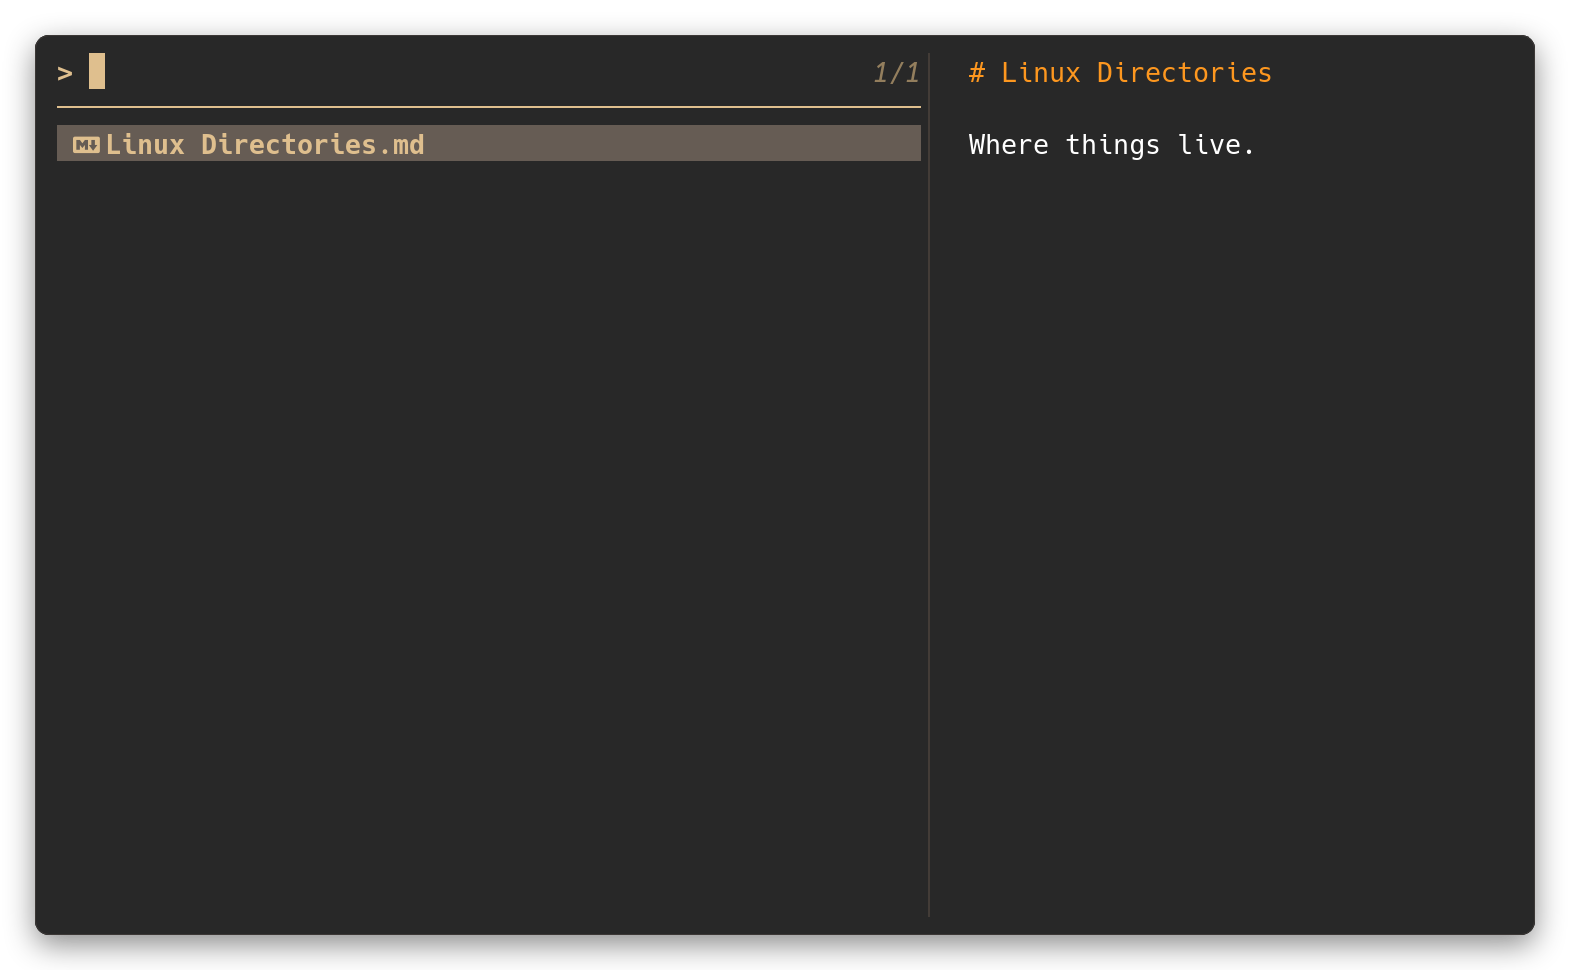 > 1/1
Linux Directories.md
# Linux Directories
Where things live.